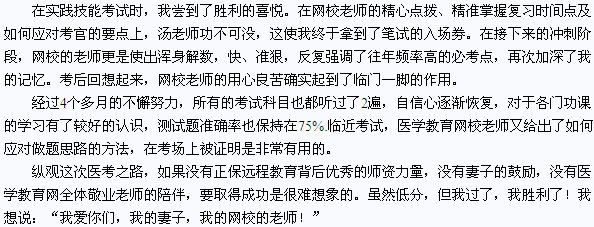 在实践技能考试时，我尝到了胜利的喜悦。在网校老师的精心点拨、精准掌握复习时间点及
如何应对考官的要点上，汤老师功不可没，这使我终于拿到了笔试的入场券。在接下来的冲刺阶
段，网校的老师更是使出浑身解数，快、准狠，反复强调了往年频率高的必考点，再次加深了我
的记忆。考后回想起来，网校老师的用心良苦确实起到了临门一脚的作用。
经过4个多月的不懈努力，所有的考试科目也都听过了2遍，自信心逐渐恢复，对于各门功课
的学习有了较好的认识，测试题准确率也保持在75%.临近考试，医学教育网校老师又给出了如何
应对做题思路的方法，在考场上被证明是非常有用的。
纵观这次医考之路，如果没有正保远程教育背后优秀的师资力量，没有妻子的鼓励，没有医
学教育网全体敬业老师的陪伴，要取得成功是很难想象的。虽然低分，但我过了，我胜利了！我
想说：“我爱你们，我的妻子，我的网校的老师！”